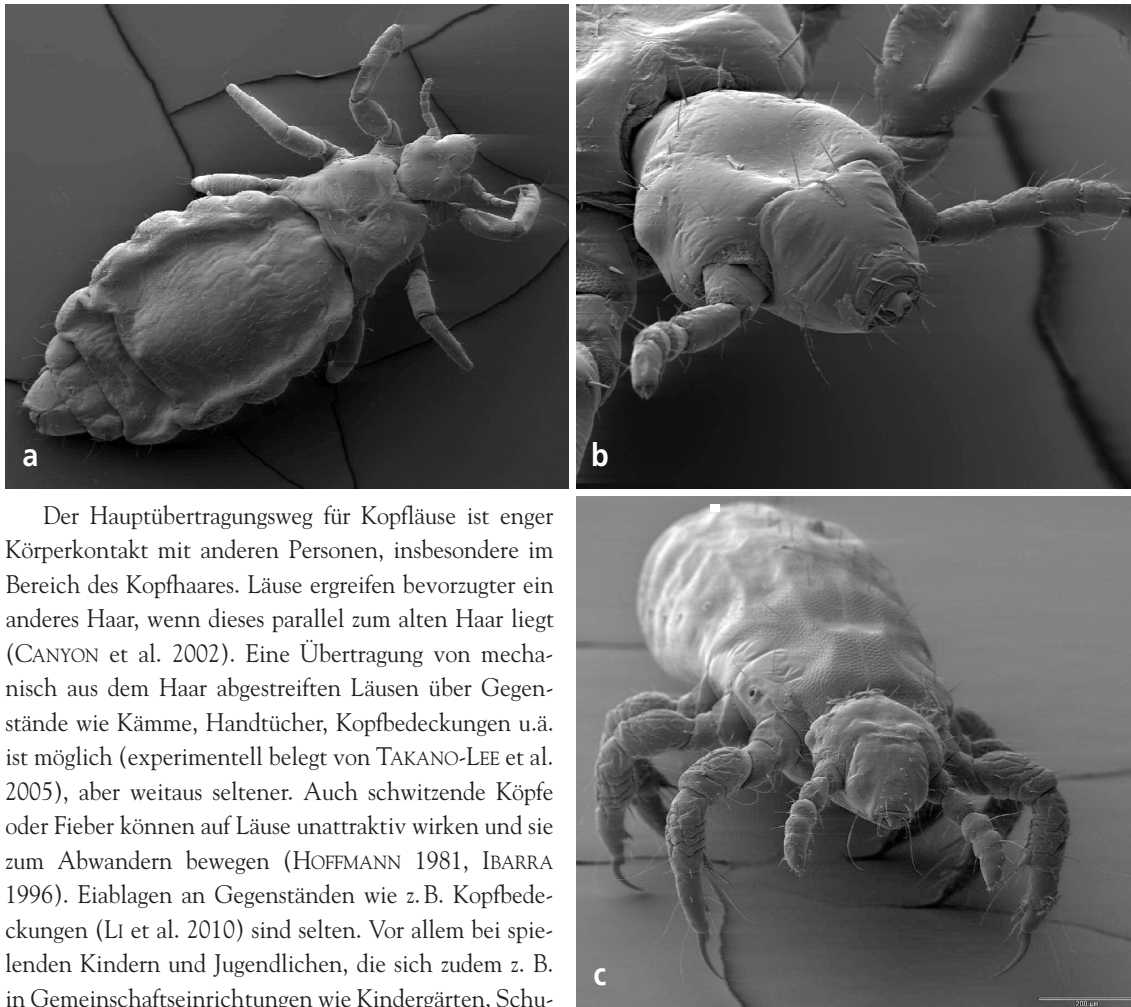 a
b
Der Hauptübertragungsweg für Kopfläuse ist enger
Körperkontakt mit anderen Personen, insbesondere im
Bereich des Kopfhaares. Läuse ergreifen bevorzugter ein
anderes Haar, wenn dieses parallel zum alten Haar liegt
(CANYON et al. 2002). Eine Übertragung von mecha-
nisch aus dem Haar abgestreiften Läusen über Gegen-
stände wie Kämme, Handtücher, Kopfbedeckungen u.ä.
ist möglich (experimentell belegt von TAKANO-LEE et al.
2005), aber weitaus seltener. Auch schwitzende Köpfe
oder Fieber können auf Läuse unattraktiv wirken und sie
zum Abwandern bewegen (HOFFMANN 1981, IBARRA
1996). Eiablagen an Gegenständen wie z. B. Kopfbede-
ckungen (LI et al. 2010) sind selten. Vor allem bei spie-
lenden Kindern und Jugendlichen, die sich zudem z. B.
in Gemeinschaftseinrichtungen wie Kindergärten, Schu-
c
200 µm